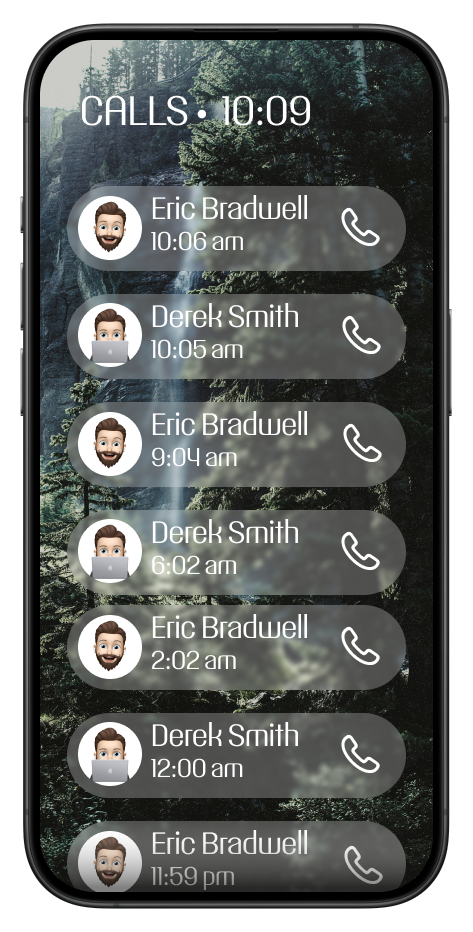 CALLS • 10:09
Eric Bradwell
10:06 am
Derek Smith
10:05 am
Eric Bradwell
9:04 am
Derek Smith
6:02 am
Eric Bradwell
2:02 am
Derek Smith
12:00 am
Eric Bradwell
11:59 pm